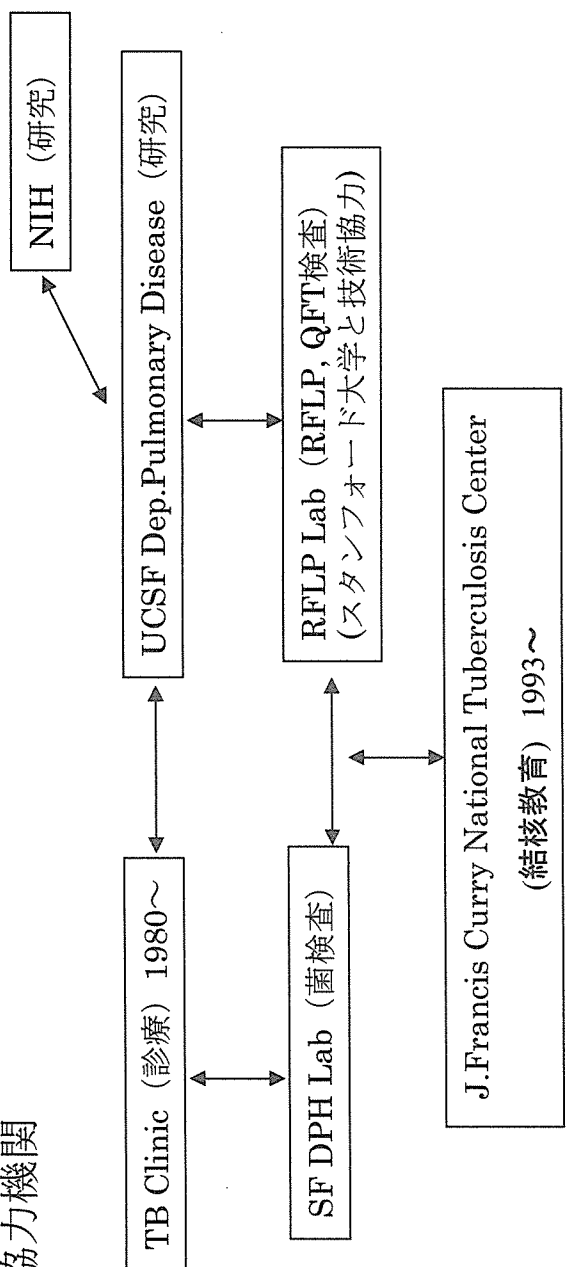 協力機関
NIH（研究）
TB Clinic（診療）1980～
UCSF Dep.Pulmonary Disease（研究）
SF DPH Lab（菌検査）
RFLP Lab（RFLP, QFT検査）
(スタンフォード大学と技術協力)
J.Francis Curry National Tuberculosis Center
(結核教育）1993～